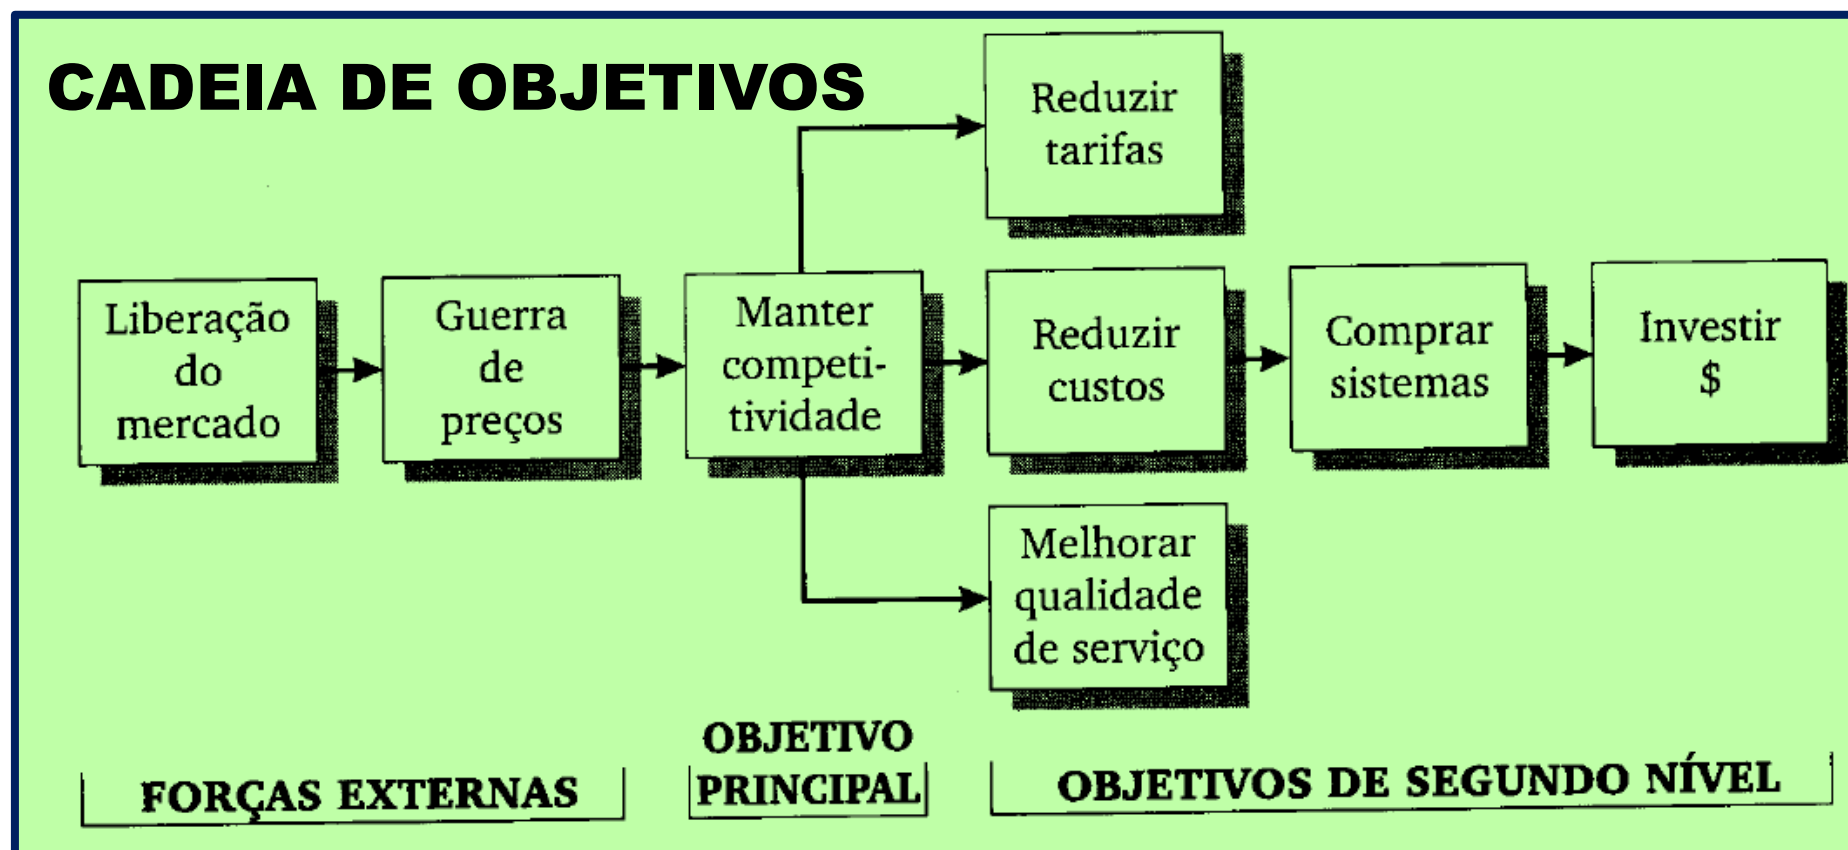 CADEIA DE OBJETIVOS
Reduzir
tarifas
Liberação
do
mercado
Guerra
de
preços
Manter
competi-
tividade
Reduzir
custos
Comprar
sistemas
Investir
$
Melhorar
qualidade
de serviço
FORÇAS EXTERNAS
OBJETIVO
PRINCIPAL
OBJETIVOS DE SEGUNDO NÍVEL